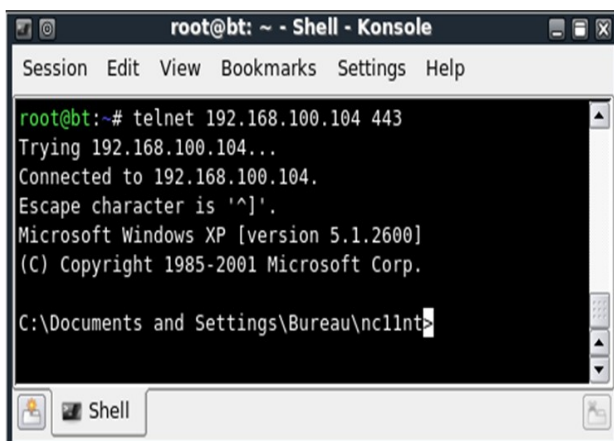 root@bt: ~ - Shell - Konsole
Session Edit View Bookmarks Settings Help
root@bt:~# telnet 192.168.100.104 443
Trying 192.168.100.104...
Connected to 192.168.100.104.
Escape character is '^]'.
Microsoft Windows XP [version 5.1.2600]
(C) Copyright 1985-2001 Microsoft Corp.
C:\Documents and Settings\Bureau\nc11nt>
Shell